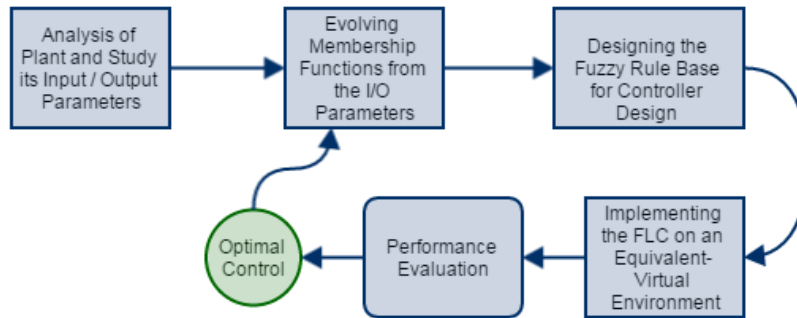 Analysis of
Plant and Study
its Input / Output
Parameters
Evolving
Membership
Functions from
the I/O
Parameters
Designing the
Fuzzy Rule Base
for Controller
Design
Implementing
the FLC on an
Equivalent-
Virtual
Environment
Performance
Evaluation
Optimal
Control